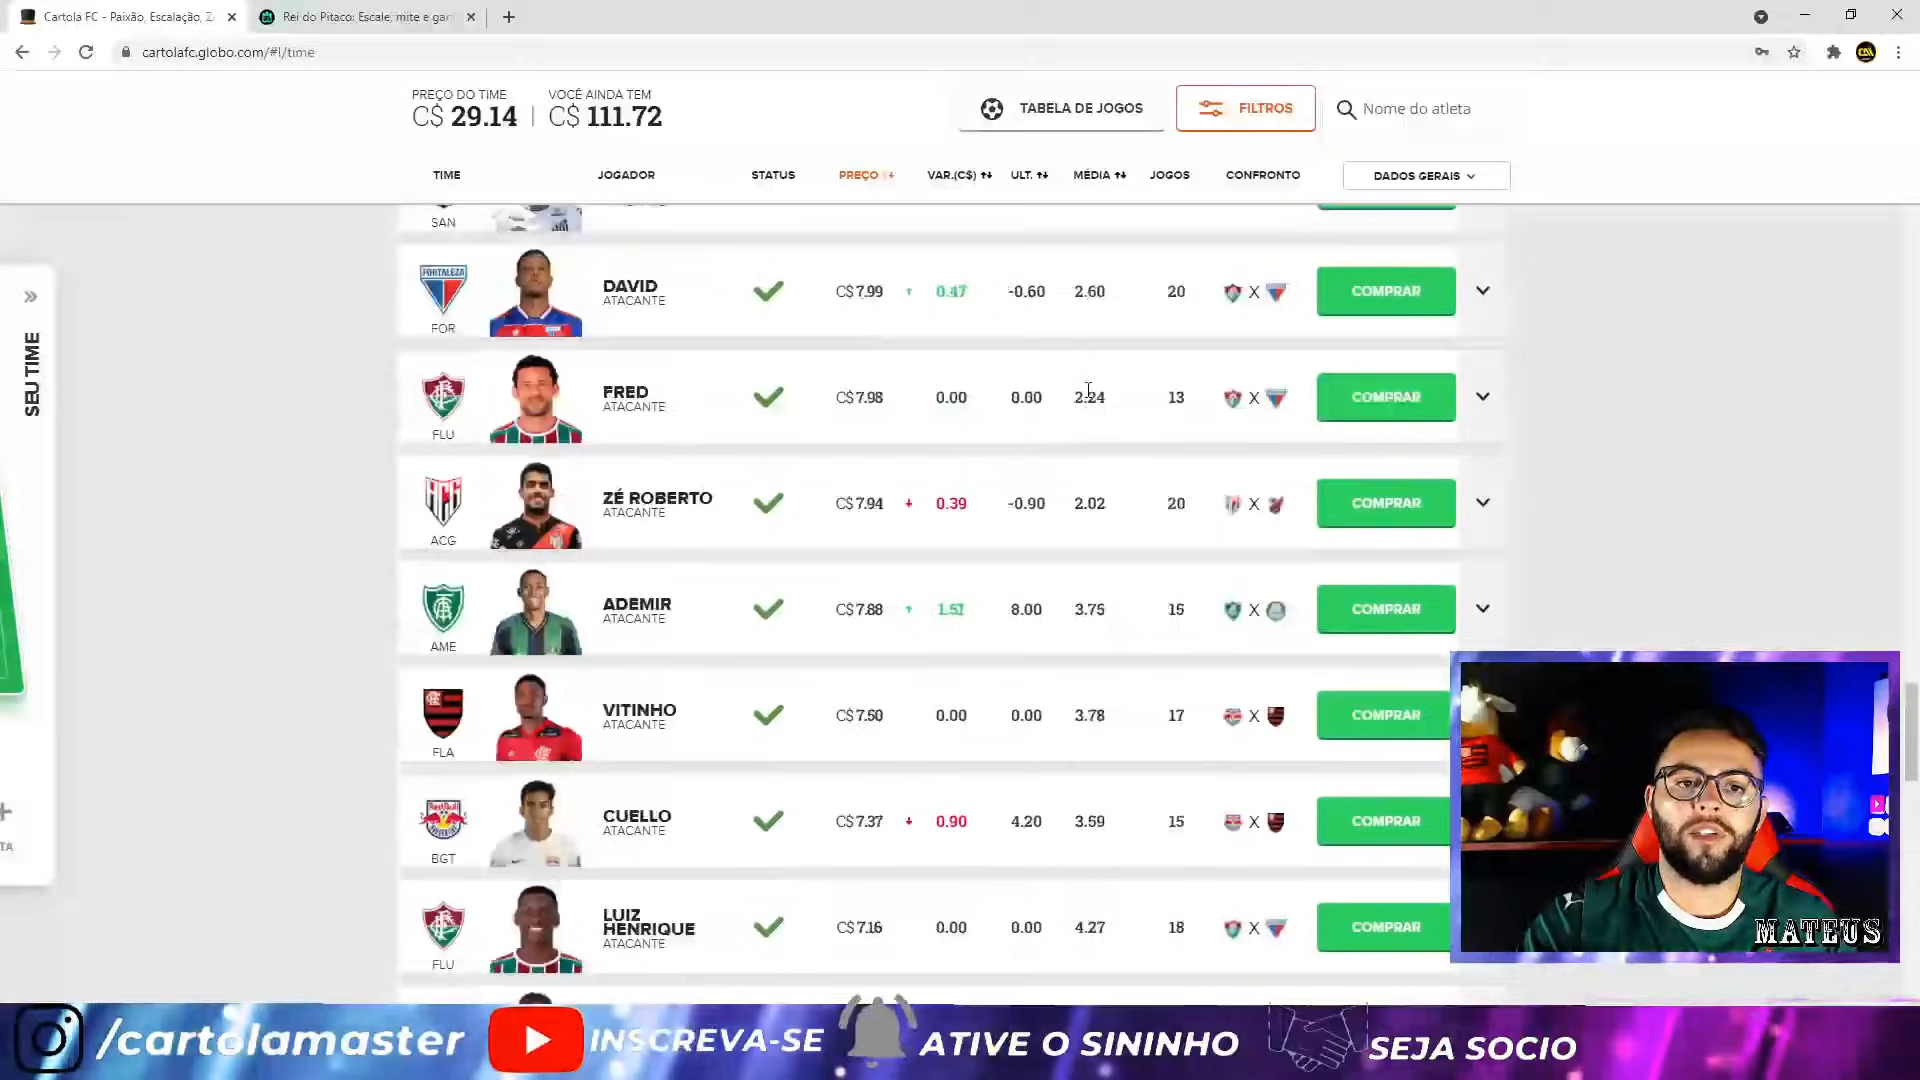 Cartola FC - Paixão, Escalação, Z
Rei do Pitaco: Escale, mite e gan
cartolafc.globo.com/#!/time
PREÇO DO TIME
C$ 29.14
VOCÊ AINDA TEM
C$ 111.72
TABELA DE JOGOS
FILTROS
Nome do atleta
TIME JOGADOR STATUS PREÇO VAR.(C$) ULT. MÉDIA JOGOS CONFRONTO DADOS GERAIS
SAN
FORTALEZA
DAVID
ATACANTE
C$ 7.99 0.47 -0.60 2.60 20 X COMPRAR
FOR
FRED
ATACANTE
C$ 7.98 0.00 0.00 2.24 13 X COMPRAR
FLU
ZÉ ROBERTO
ATACANTE
C$ 7.94 0.39 -0.90 2.02 20 X COMPRAR
ACG
ADEMIR
ATACANTE
C$ 7.88 1.51 8.00 3.75 15 X COMPRAR
AME
VITINHO
ATACANTE
C$ 7.50 0.00 0.00 3.78 17 X COMPRAR
FLA
CUELLO
ATACANTE
C$ 7.37 0.90 4.20 3.59 15 X COMPRAR
BGT
LUIZ
HENRIQUE
ATACANTE
C$ 7.16 0.00 0.00 4.27 18 X COMPRAR
FLU
SEU TIME
TA
MATEUS
/cartolamaster
INSCREVA-SE
ATIVE O SININHO
SEJA SOCIO